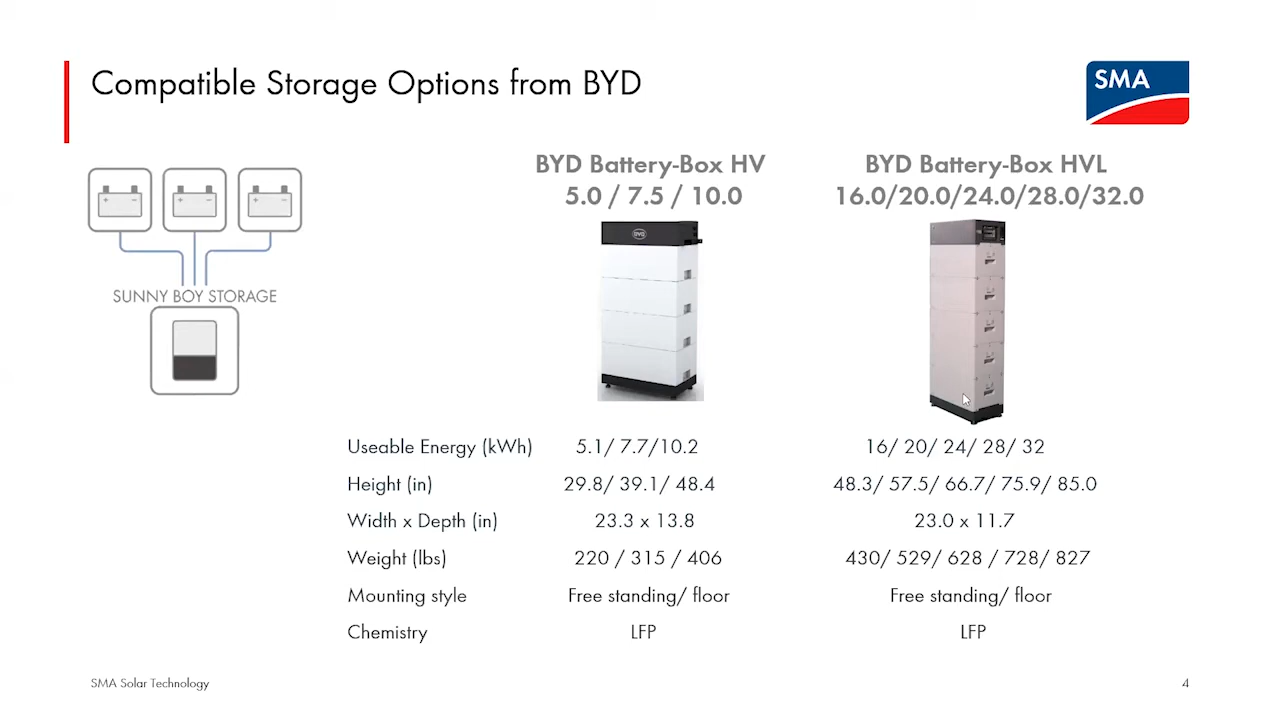 Compatible Storage Options from BYD
SMA
BYD Battery-Box HV
5.0 / 7.5 / 10.0
BYD Battery-Box HVL
16.0/20.0/24.0/28.0/32.0
SUNNY BOY STORAGE
BYD
Useable Energy (kWh) 5.1/ 7.7/10.2 16/ 20/ 24/ 28/ 32
Height (in) 29.8/ 39.1/ 48.4 48.3/ 57.5/ 66.7/ 75.9/ 85.0
Width x Depth (in) 23.3 x 13.8 23.0 x 11.7
Weight (lbs) 220 / 315 / 406 430/ 529/ 628 / 728/ 827
Mounting style Free standing/ floor Free standing/ floor
Chemistry LFP LFP
SMA Solar Technology 4